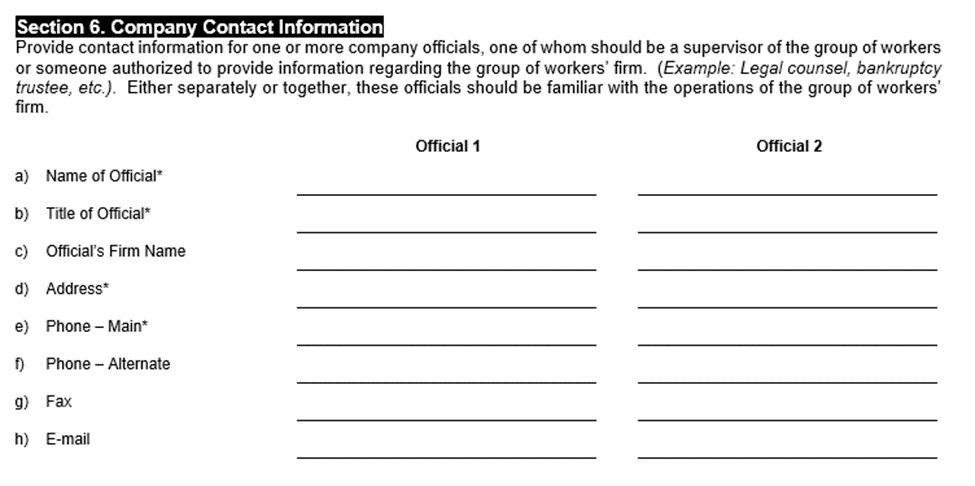 Section 6. Company Contact Information
Provide contact information for one or more company officials, one of whom should be a supervisor of the group of workers
or someone authorized to provide information regarding the group of workers' firm. (Example: Legal counsel, bankruptcy
trustee, etc.). Either separately or together, these officials should be familiar with the operations of the group of workers'
firm.
Official 1 Official 2
a) Name of Official*
b) Title of Official*
c) Official's Firm Name
d) Address*
e) Phone – Main*
f) Phone – Alternate
g) Fax
h) E-mail